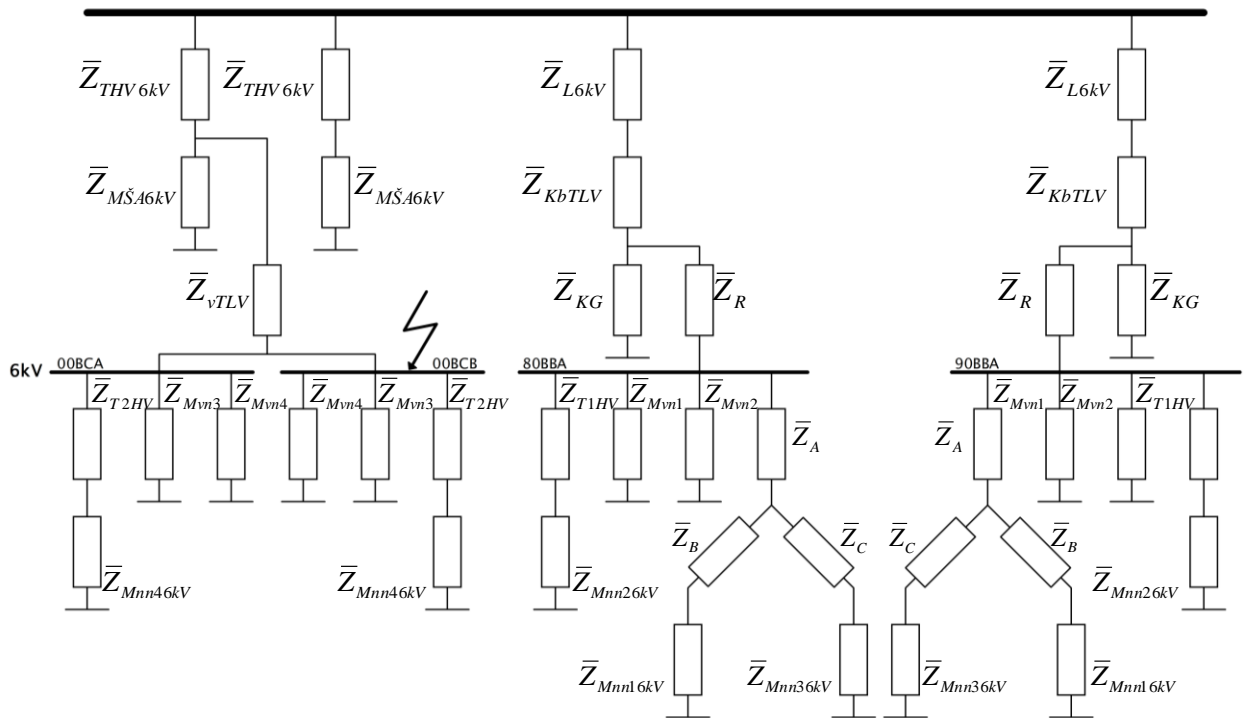 Z̅THV6kV Z̅THV6kV Z̅L6kV Z̅L6kV
Z̅MŠA6kV Z̅MŠA6kV Z̅KbTLV Z̅KbTLV
Z̅vTLV Z̅KG Z̅R Z̅R Z̅KG
6kV 00BCA 00BCB 80BBA 90BBA
Z̅T2HV Z̅Mvn3 Z̅Mvn4 Z̅Mvn4 Z̅Mvn3 Z̅T2HV Z̅T1HV Z̅Mvn1 Z̅Mvn2 Z̅Mvn1 Z̅Mvn2 Z̅T1HV
Z̅A Z̅A
Z̅B Z̅C Z̅C Z̅B
Z̅Mnn46kV Z̅Mnn46kV Z̅Mnn26kV Z̅Mnn26kV
Z̅Mnn16kV Z̅Mnn36kV Z̅Mnn36kV Z̅Mnn16kV